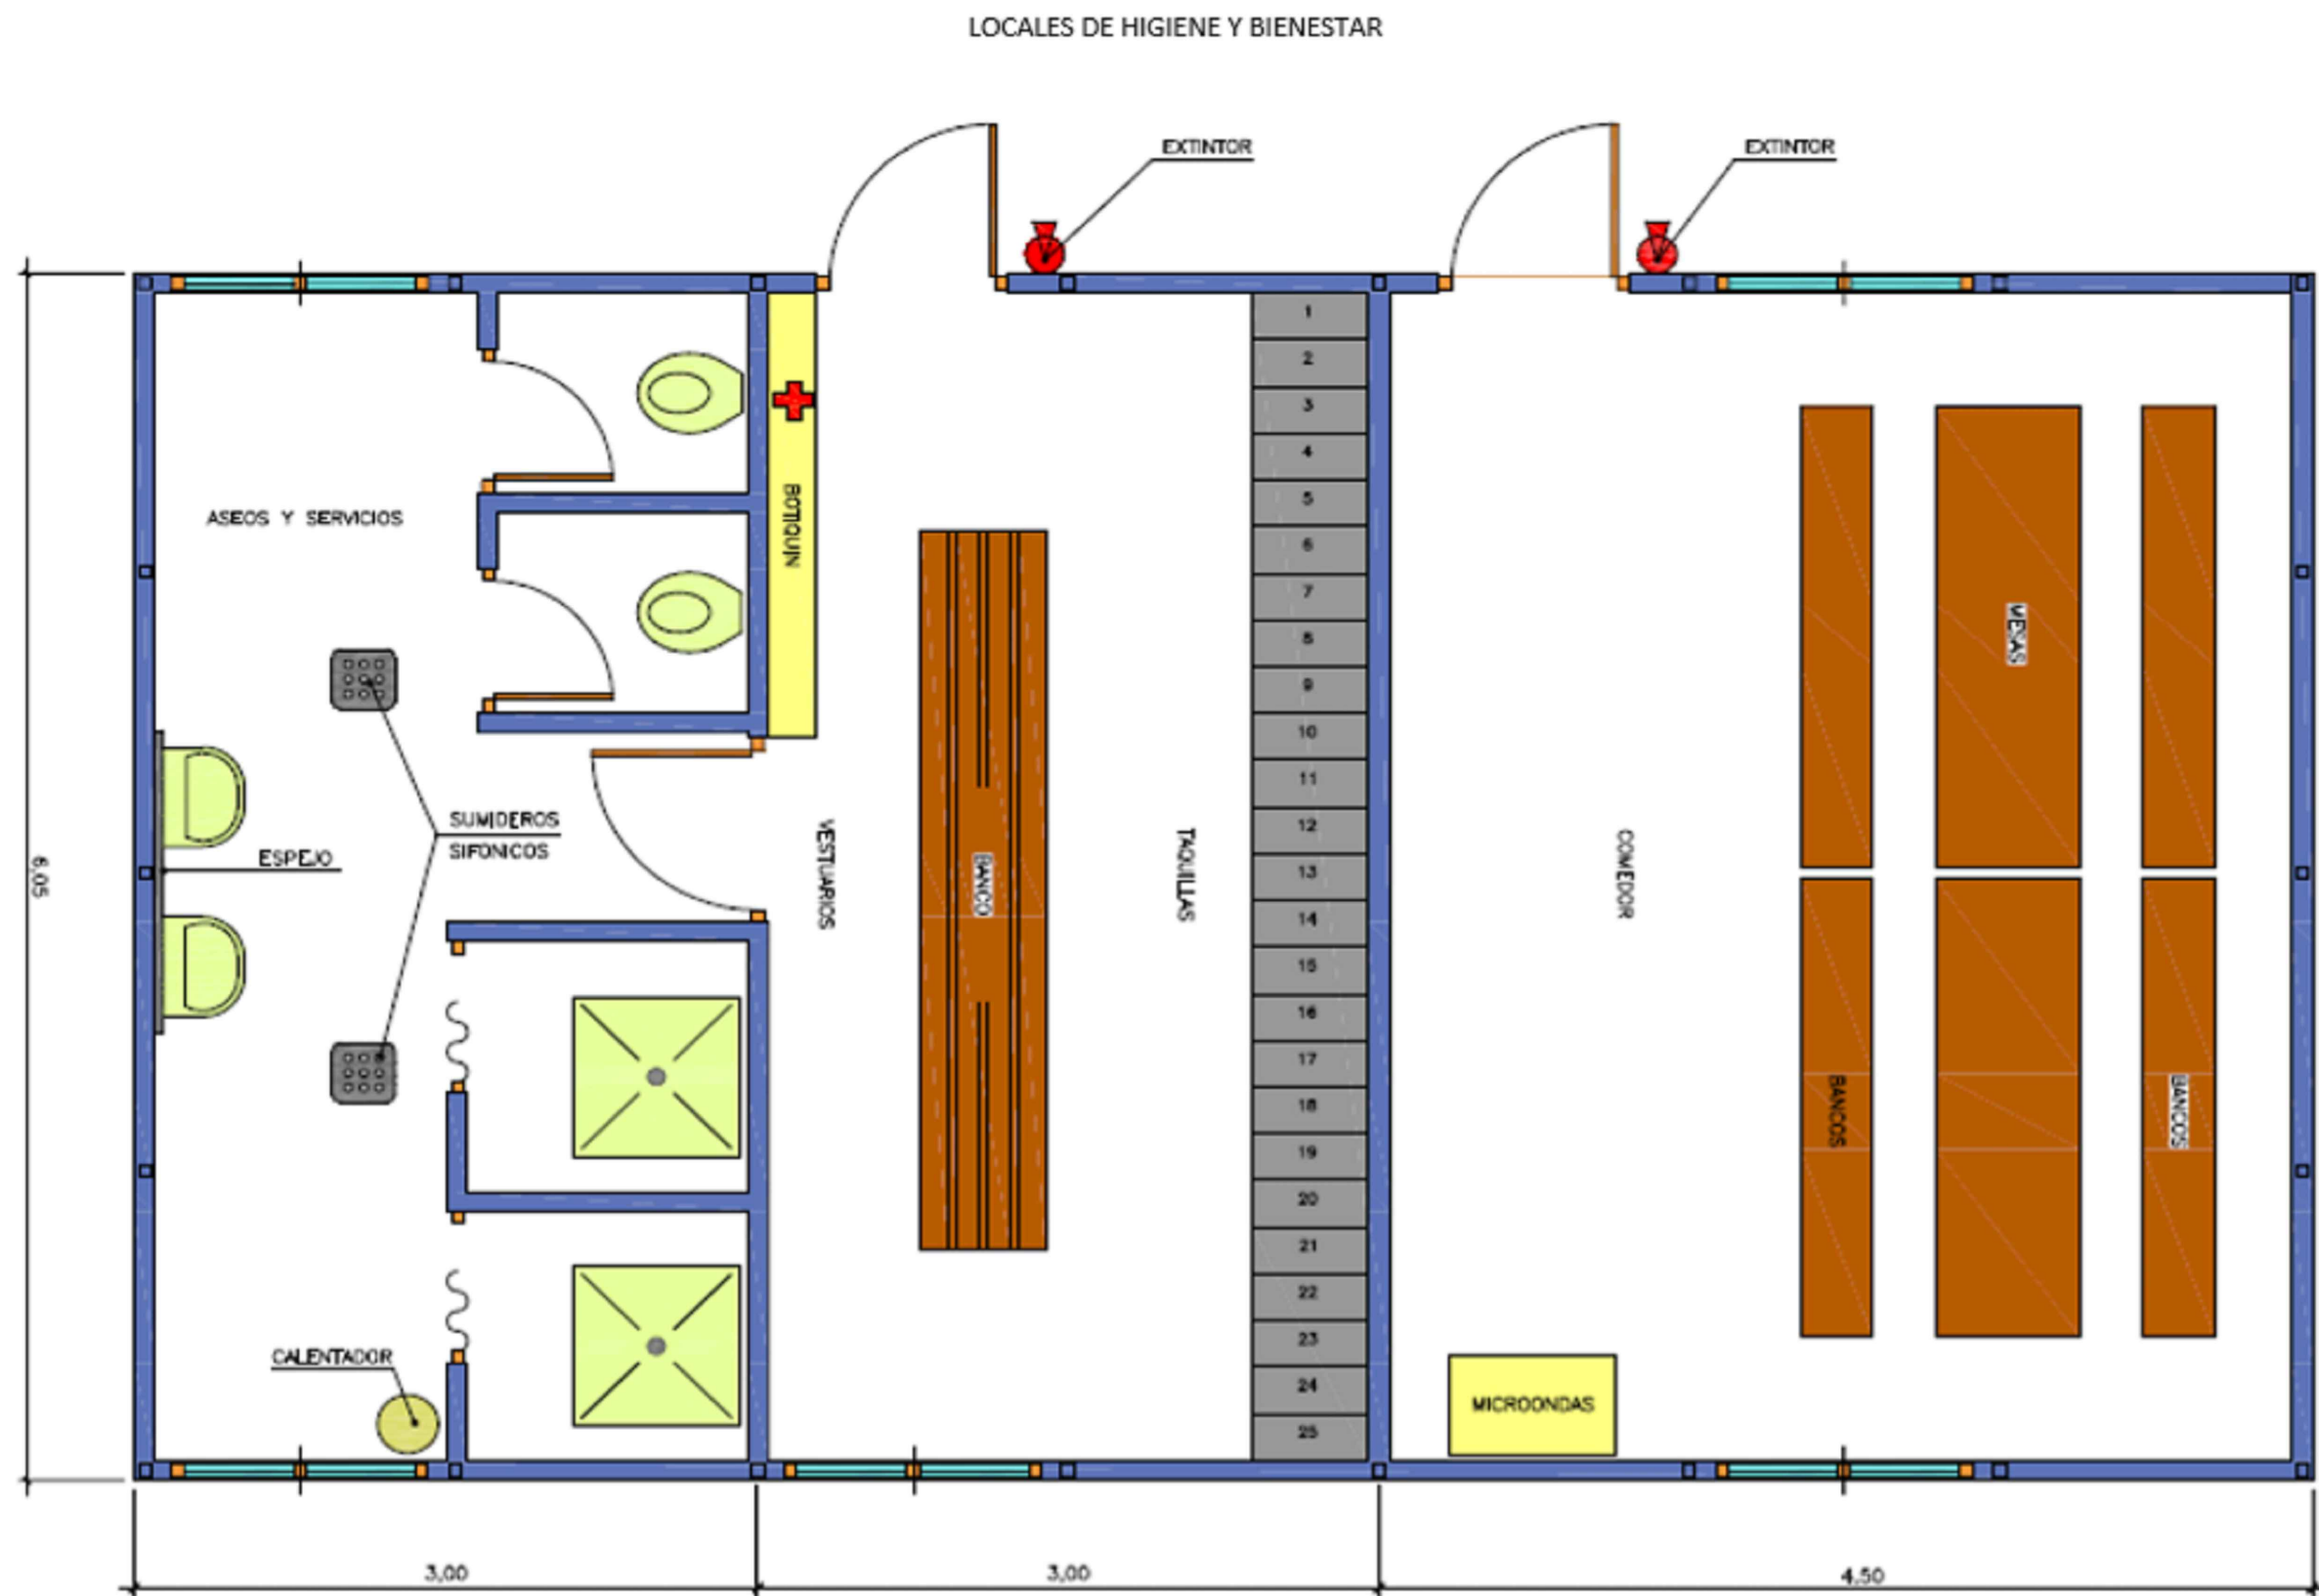 LOCALES DE HIGIENE Y BIENESTAR
EXTINTOR
EXTINTOR
ASEOS Y SERVICIOS
BOTIQUIN
SUMIDEROS
SIFONICOS
ESPEJO
CALENTADOR
VESTUARIOS
BANCO
TAQUILLAS
1
2
3
4
5
6
7
8
9
10
11
12
13
14
15
16
17
18
19
20
21
22
23
24
25
COMEDOR
MESAS
BANCOS
BANCOS
MICROONDAS
6,05
3,00
3,00
4,50